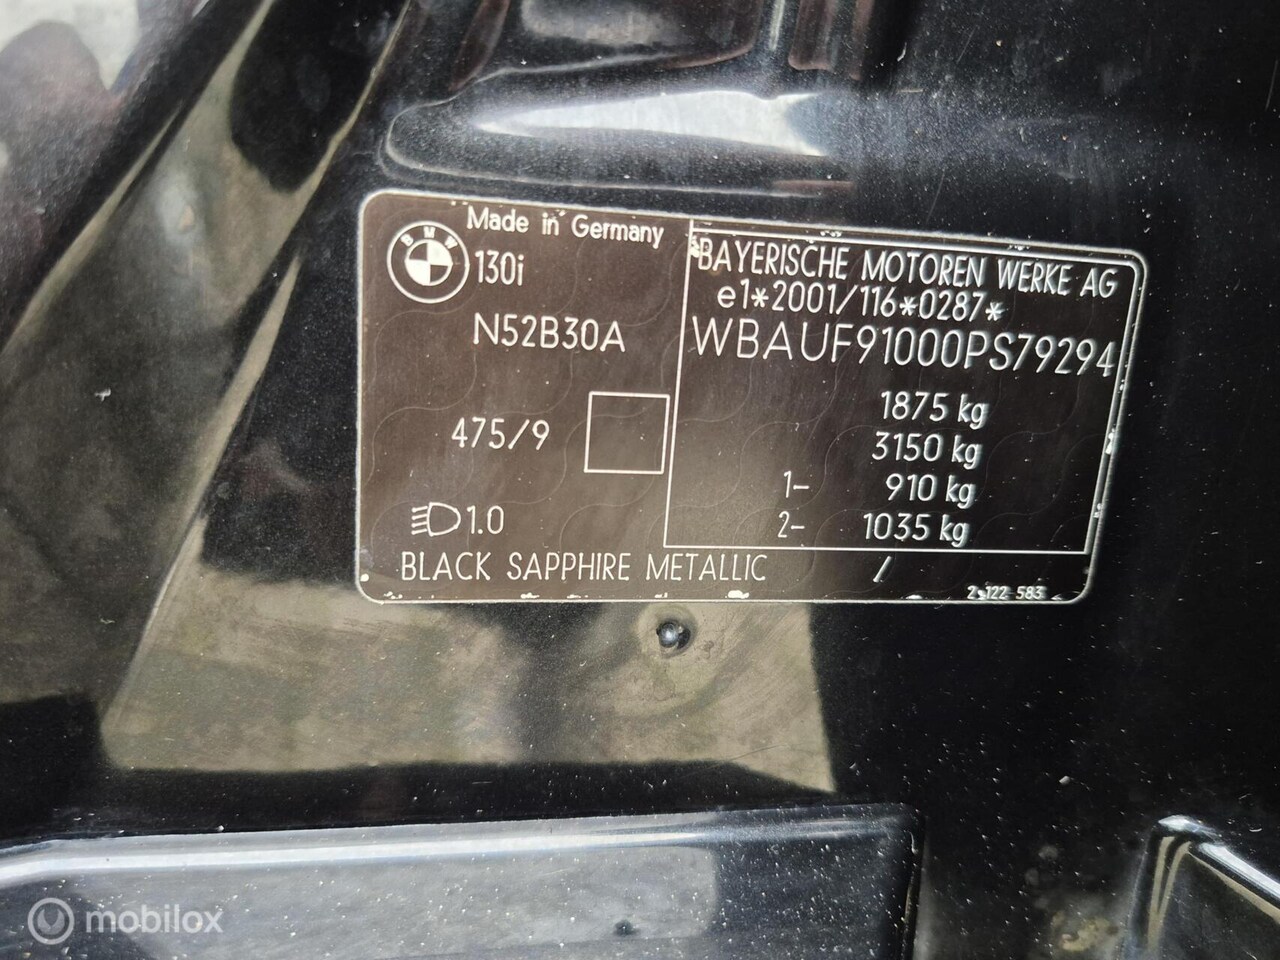 Made in Germany
BMW
130i
N52B30A
475/9
1.0
BLACK SAPPHIRE METALLIC /
BAYERISCHE MOTOREN WERKE AG
e1*2001/116*0287*
WBAUF91000PS79294
1875 kg
3150 kg
1- 910 kg
2- 1035 kg
2 122 583
mobilox